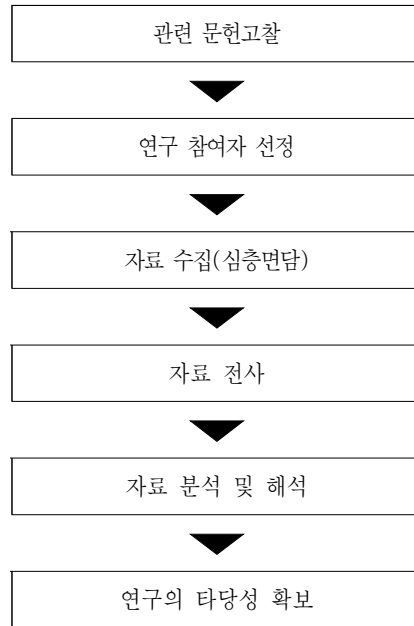 관련 문헌고찰
연구 참여자 선정
자료 수집(심층면담)
자료 전사
자료 분석 및 해석
연구의 타당성 확보